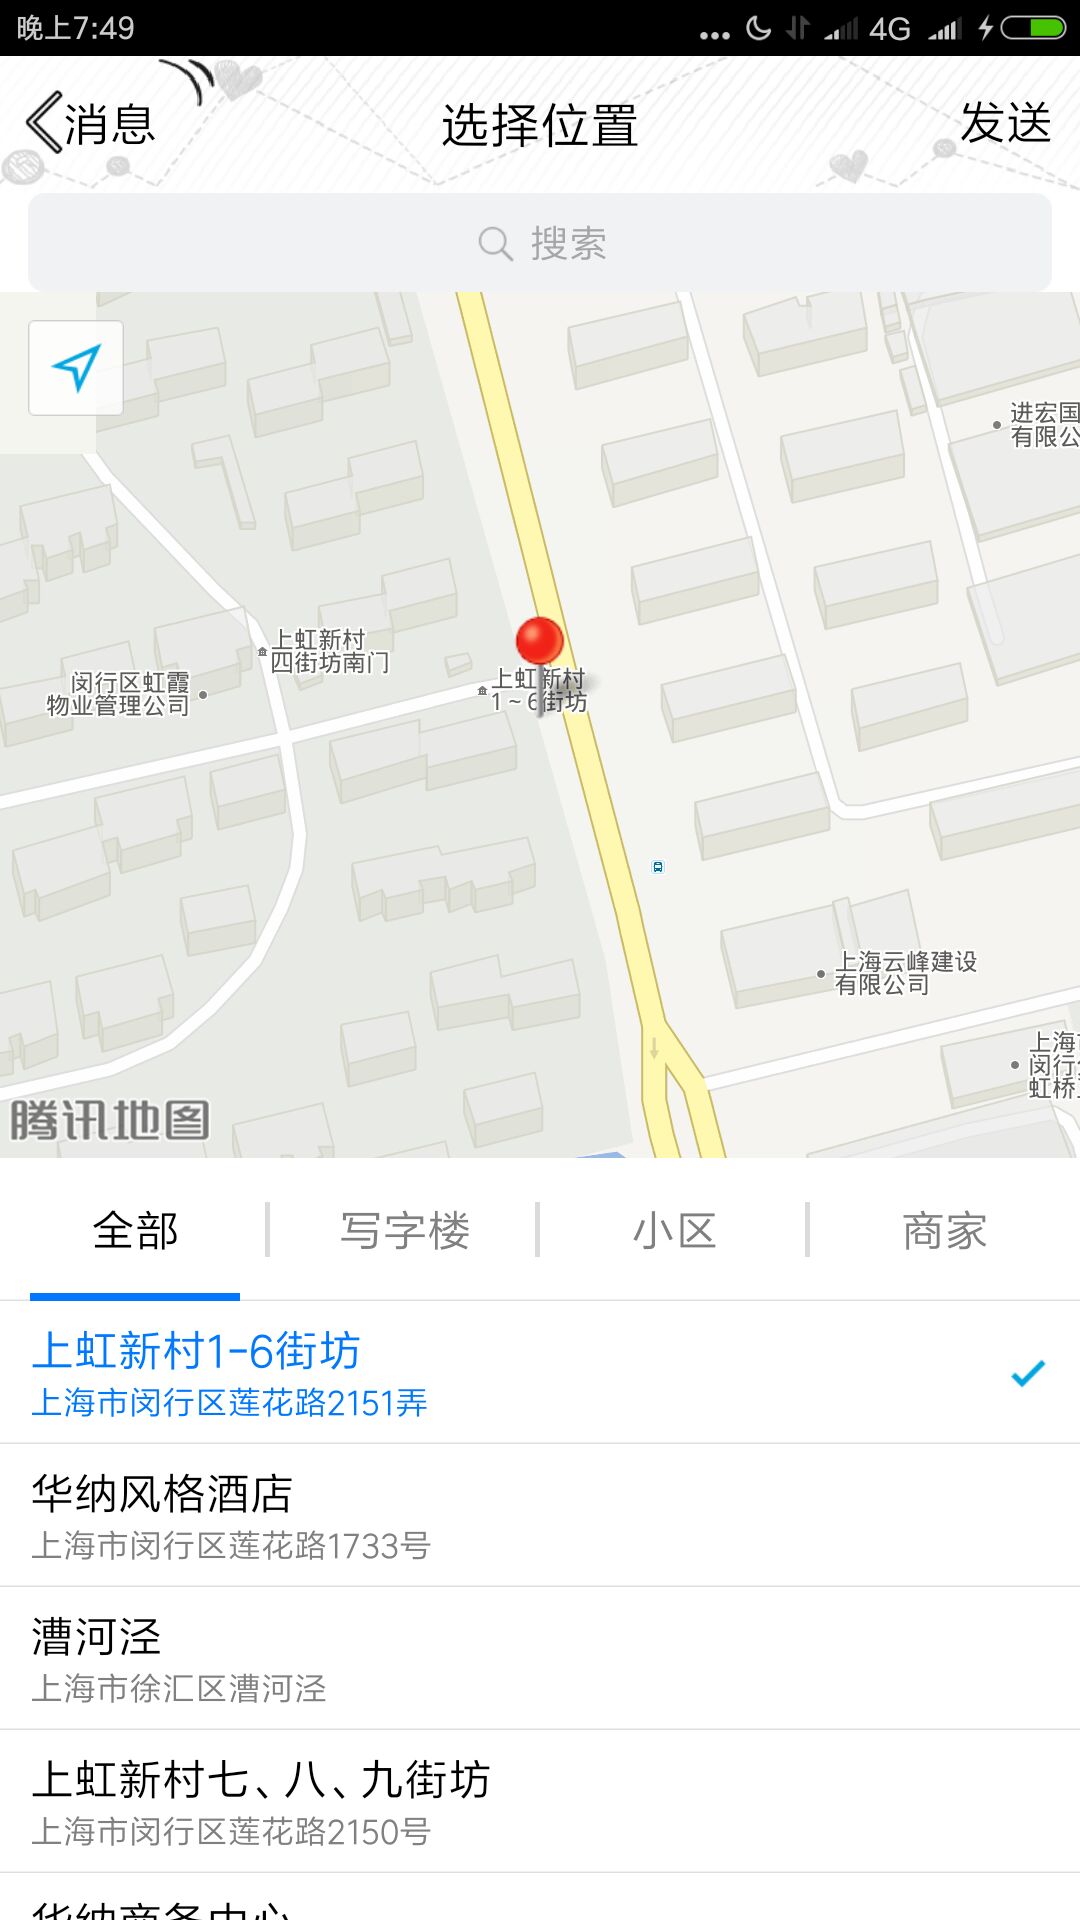 晚上7:49
4G
消息
选择位置
发送
搜索
进宏国
有限公
上虹新村
四街坊南门
闵行区虹霞
物业管理公司
上虹新村
1~6街坊
上海云峰建设
有限公司
上海
闵行
虹桥
腾讯地图
全部
写字楼
小区
商家
上虹新村1-6街坊
上海市闵行区莲花路2151弄
华纳风格酒店
上海市闵行区莲花路1733号
漕河泾
上海市徐汇区漕河泾
上虹新村七、八、九街坊
上海市闵行区莲花路2150号
华纳商务中心